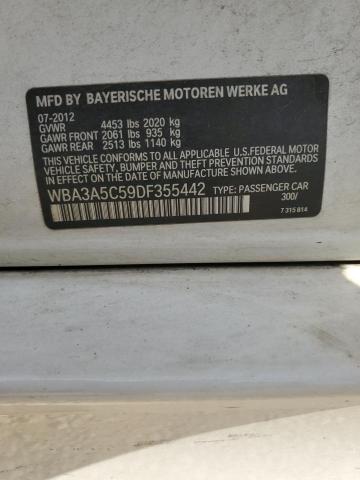 MFD BY BAYERISCHE MOTOREN WERKE AG
07-2012
GVWR 4453 lbs 2020 kg
GAWR FRONT 2061 lbs 935 kg
GAWR REAR 2513 lbs 1140 kg
THIS VEHICLE CONFORMS TO ALL APPLICABLE U.S.FEDERAL MOTOR
VEHICLE SAFETY, BUMPER AND THEFT PREVENTION STANDARDS
IN EFFECT ON THE DATE OF MANUFACTURE SHOWN ABOVE.
WBA3A5C59DF355442 TYPE: PASSENGER CAR
300/
7 315 814